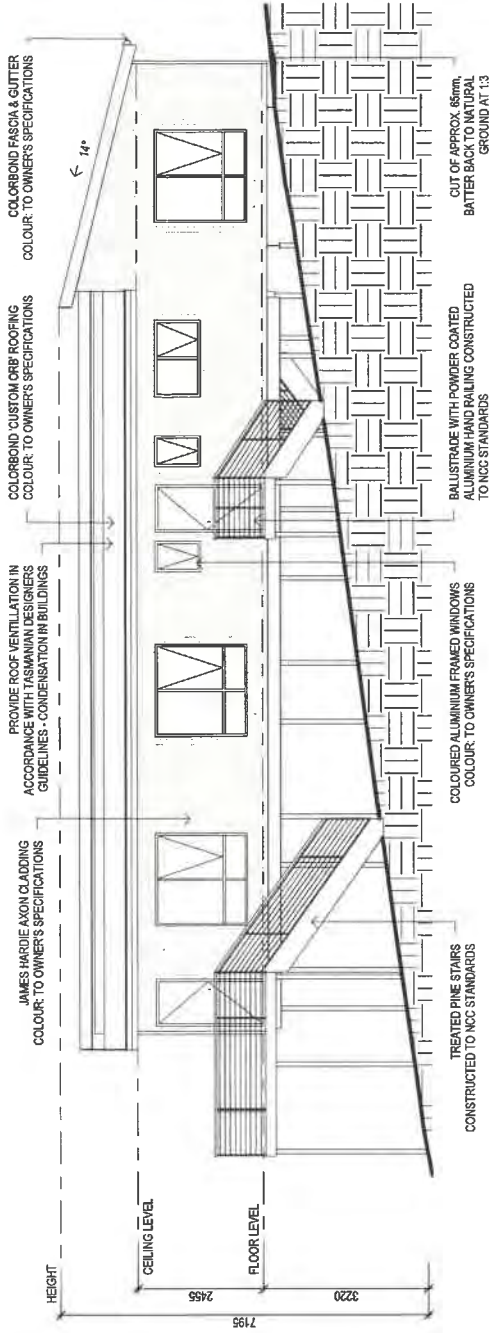 JAMES HARDIE AXON CLADDING
COLOUR: TO OWNER'S SPECIFICATIONS
PROVIDE ROOF VENTILLATION IN
ACCORDANCE WITH TASMANIAN DESIGNERS
GUIDELINES - CONDENSATION IN BUILDINGS
COLORBOND 'CUSTOM ORB' ROOFING
COLOUR: TO OWNER'S SPECIFICATIONS
COLORBOND FASCIA & GUTTER
COLOUR: TO OWNER'S SPECIFICATIONS
14°
HEIGHT
CEILING LEVEL
FLOOR LEVEL
7195
2455
3220
TREATED PINE STAIRS
CONSTRUCTED TO NCC STANDARDS
COLOURED ALUMINIUM FRAMED WINDOWS
COLOUR: TO OWNER'S SPECIFICATIONS
BALUSTRADE WITH POWDER COATED
ALUMINIUM HAND RAILING CONSTRUCTED
TO NCC STANDARDS
CUT OF APPROX. 65mm,
BATTER BACK TO NATURAL
GROUND AT 1:3